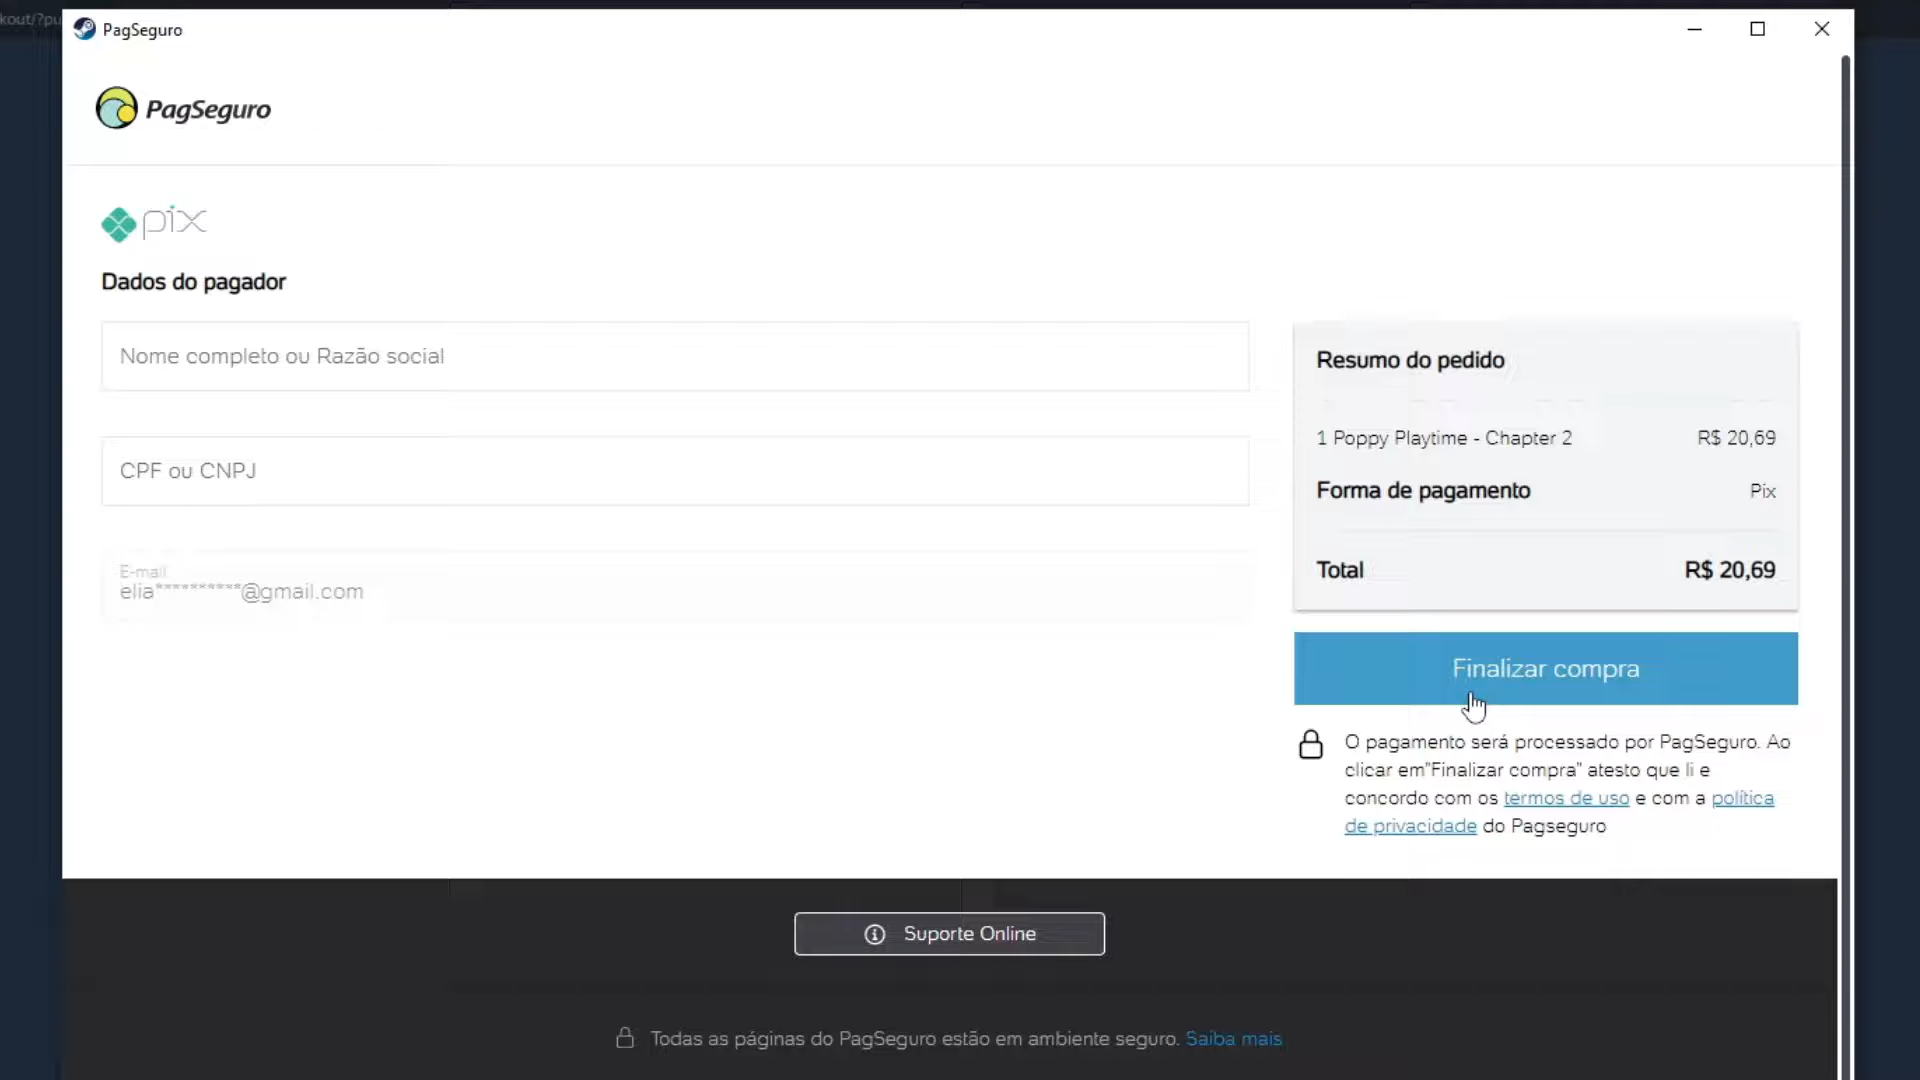 kout/?pu
PagSeguro
PagSeguro
pix
Dados do pagador
Nome completo ou Razão social
CPF ou CNPJ
E-mail
elia**********@gmail.com
Resumo do pedido
1 Poppy Playtime - Chapter 2 R$ 20,69
Forma de pagamento Pix
Total R$ 20,69
Finalizar compra
O pagamento será processado por PagSeguro. Ao
clicar em"Finalizar compra" atesto que li e
concordo com os termos de uso e com a política
de privacidade do Pagseguro
Suporte Online
Todas as páginas do PagSeguro estão em ambiente seguro. Saiba mais